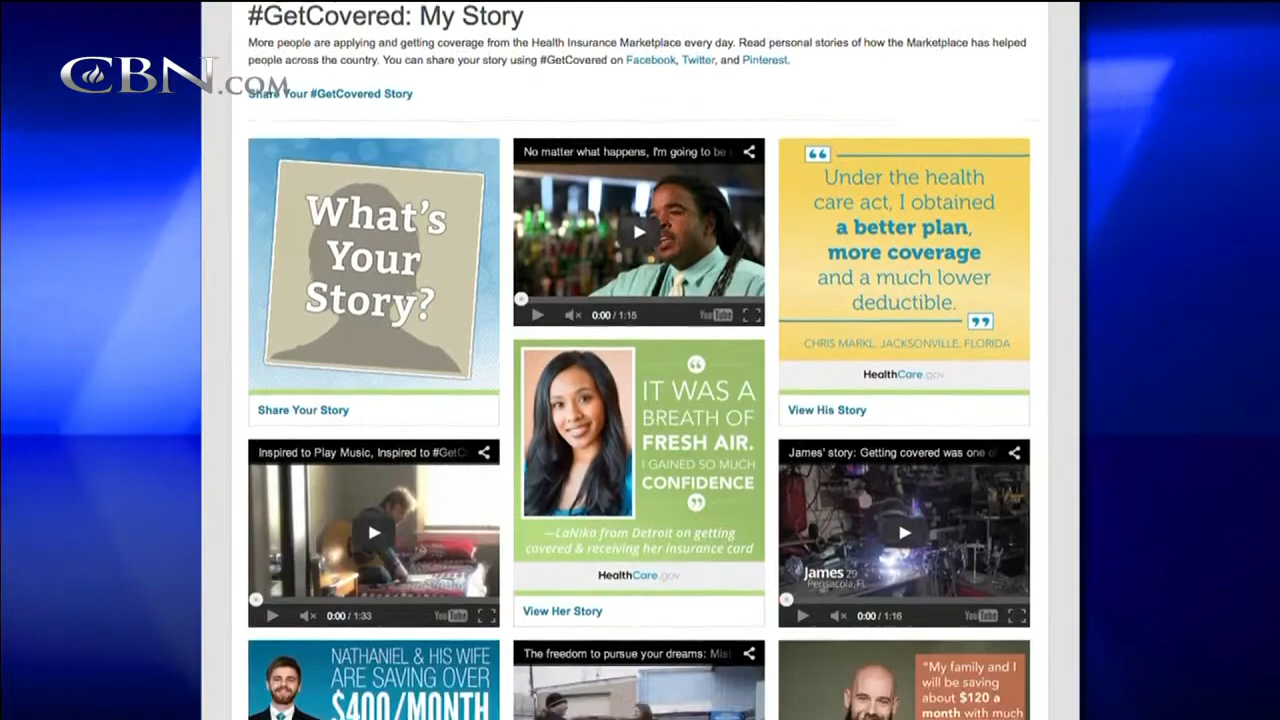 #GetCovered: My Story
More people are applying and getting coverage from the Health Insurance Marketplace every day. Read personal stories of how the Marketplace has helped
people across the country. You can share your story using #GetCovered on Facebook, Twitter, and Pinterest.
CBN.COM
Share Your #GetCovered Story
What's
Your
Story?
Share Your Story
No matter what happens, I'm going to be
0:00 / 1:15
YouTube
Under the health
care act, I obtained
a better plan,
more coverage
and a much lower
deductible.
CHRIS MARKL, JACKSONVILLE, FLORIDA
HealthCare.gov
View His Story
IT WAS A
BREATH OF
FRESH AIR.
I GAINED SO MUCH
CONFIDENCE
—LaNika from Detroit on getting
covered & receiving her insurance card
HealthCare.gov
View Her Story
Inspired to Play Music, Inspired to #GetC
0:00 / 1:33
YouTube
James' story: Getting covered was one o
James 29
Pensacola, FL
0:00 / 1:16
YouTube
NATHANIEL & HIS WIFE
ARE SAVING OVER
$400/MONTH
The freedom to pursue your dreams: Mis
"My family and I
will be saving
about $120 a
month with much